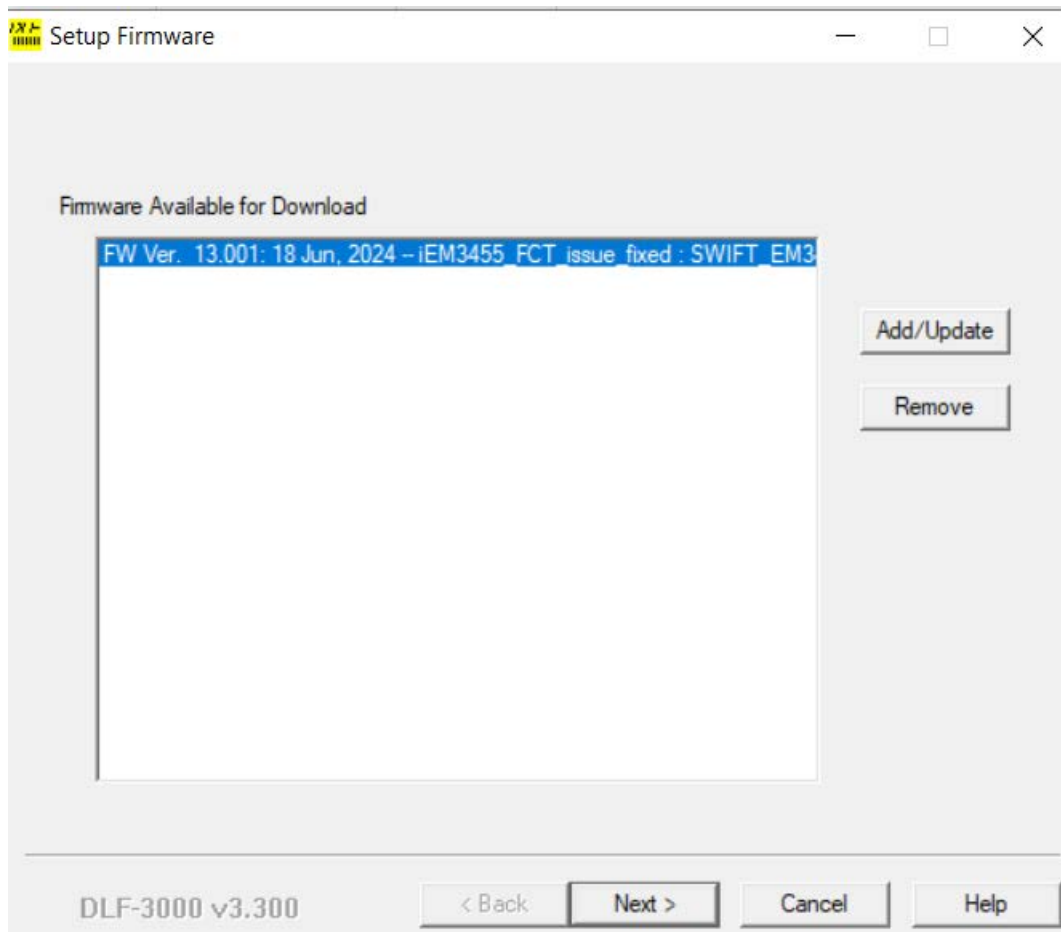 Setup Firmware
Firmware Available for Download
FW Ver. 13.001: 18 Jun, 2024 -- iEM3455_FCT_issue_fixed : SWIFT_EM3
Add/Update
Remove
DLF-3000 v3.300
< Back
Next >
Cancel
Help